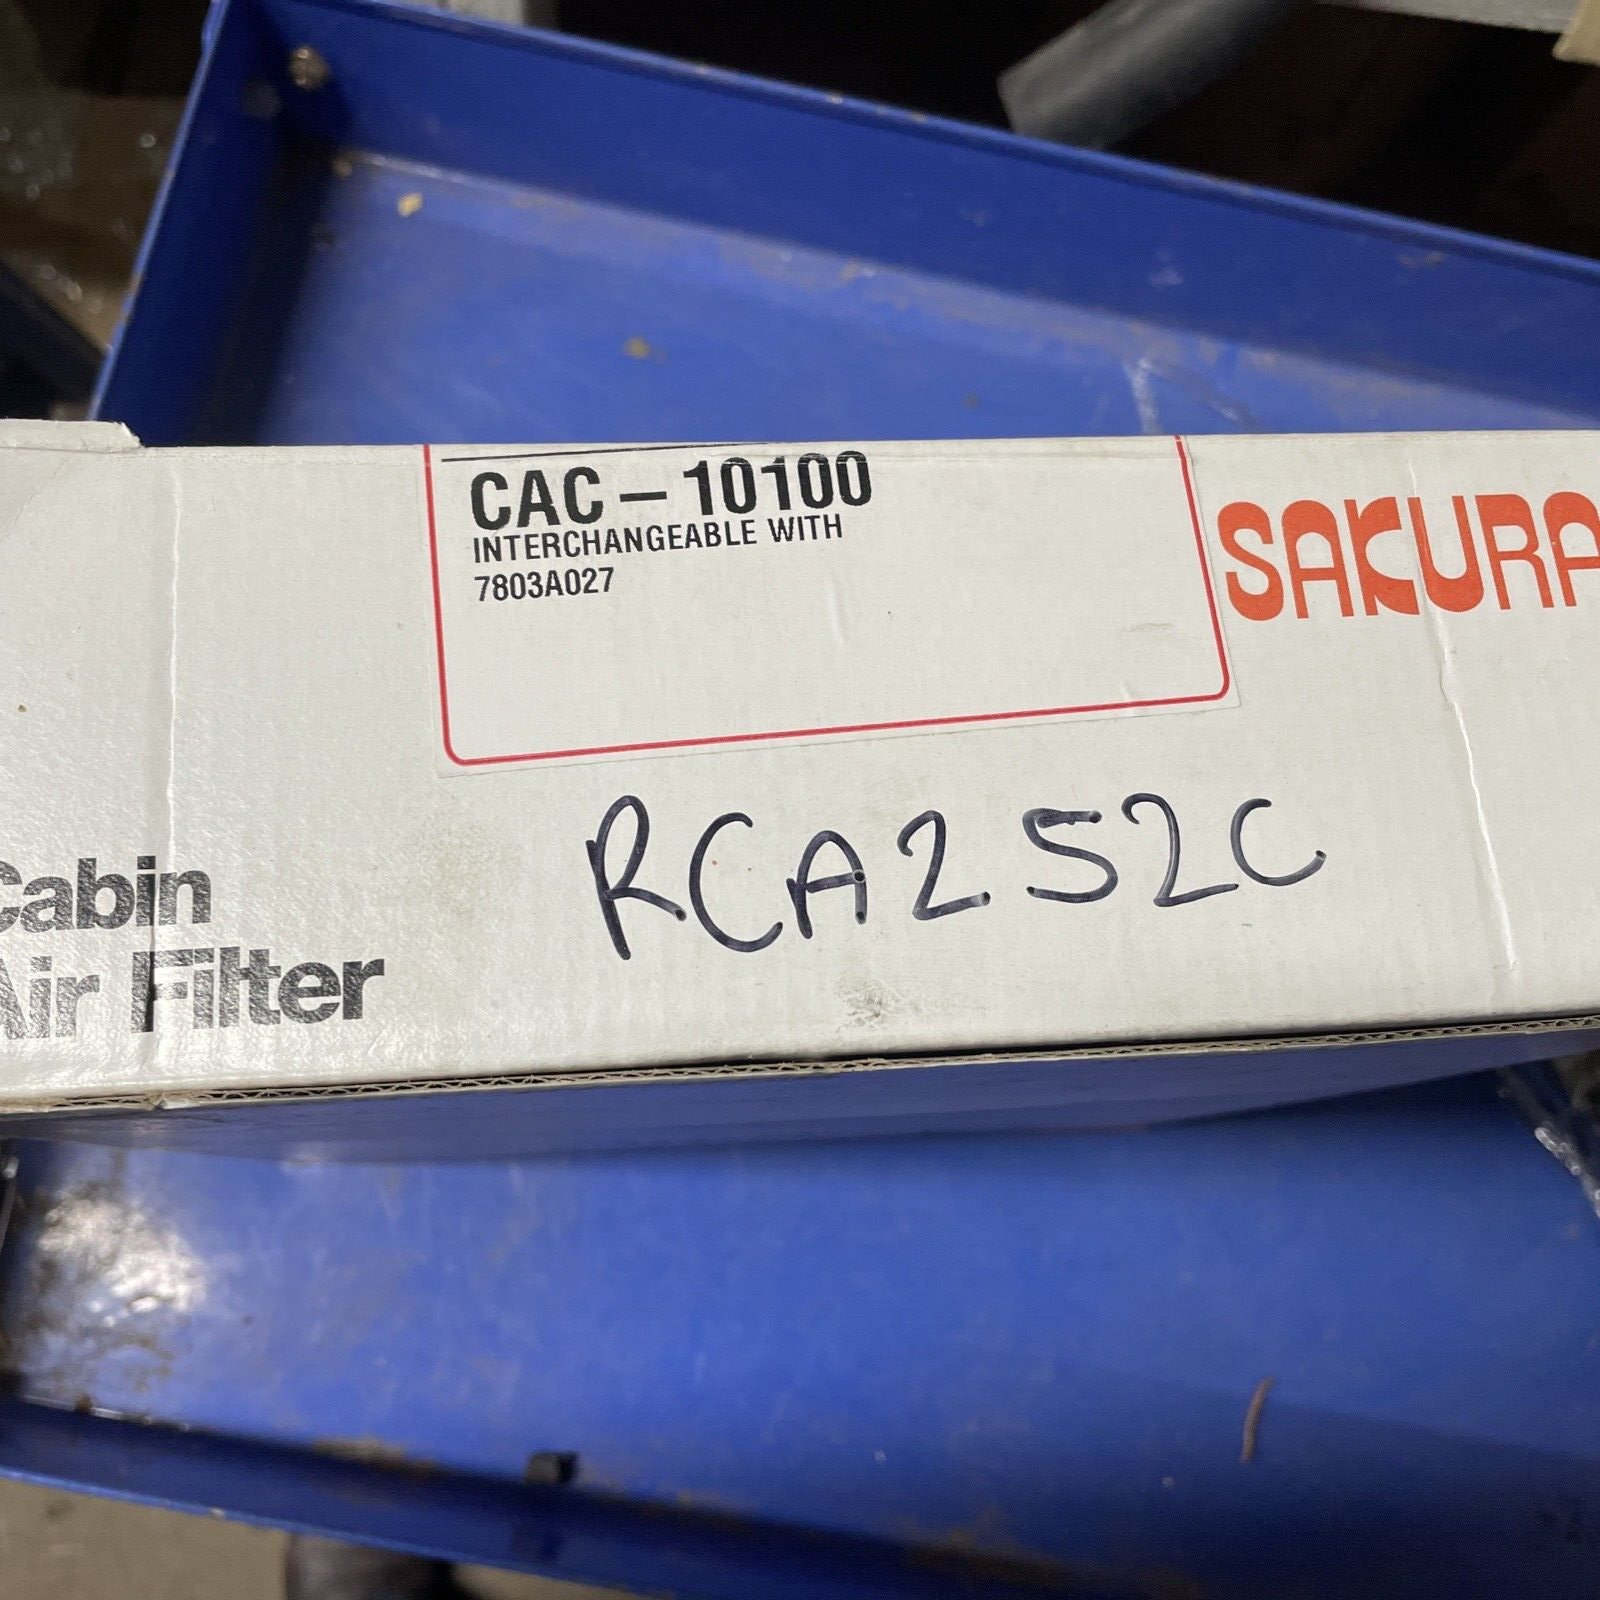 CAC – 10100
INTERCHANGEABLE WITH
7803A027
SAKURA
RCA252C
Cabin
Air Filter